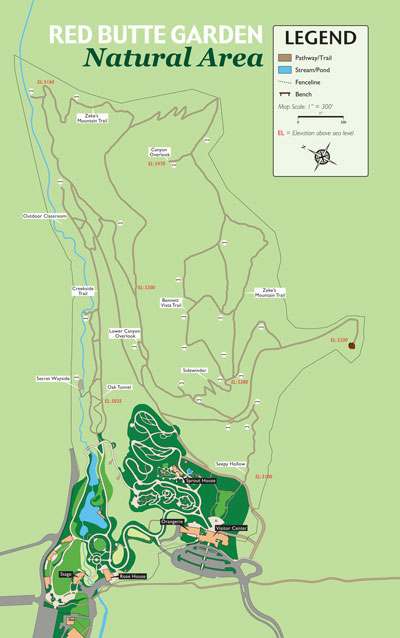 RED BUTTE GARDEN
Natural Area
LEGEND
Pathway/Trail
Stream/Pond
Fenceline
Bench
Map Scale: 1" = 300'
1"
300
EL = Elevation above sea level
EL: 5160
Zeke's
Mountain Trail
Canyon
Overlook
EL: 5470
Outdoor Classroom
Creekside
Trail
EL: 5200
Bennett
Vista Trail
Zeke's
Mountain Trail
Lower Canyon
Overlook
EL: 5330
Sidewinder
EL: 5280
Secret Wayside
Oak Tunnel
EL: 5035
Seepy Hollow
EL: 5100
Sprout House
Orangerie
Visitor Center
Stage
Rose House